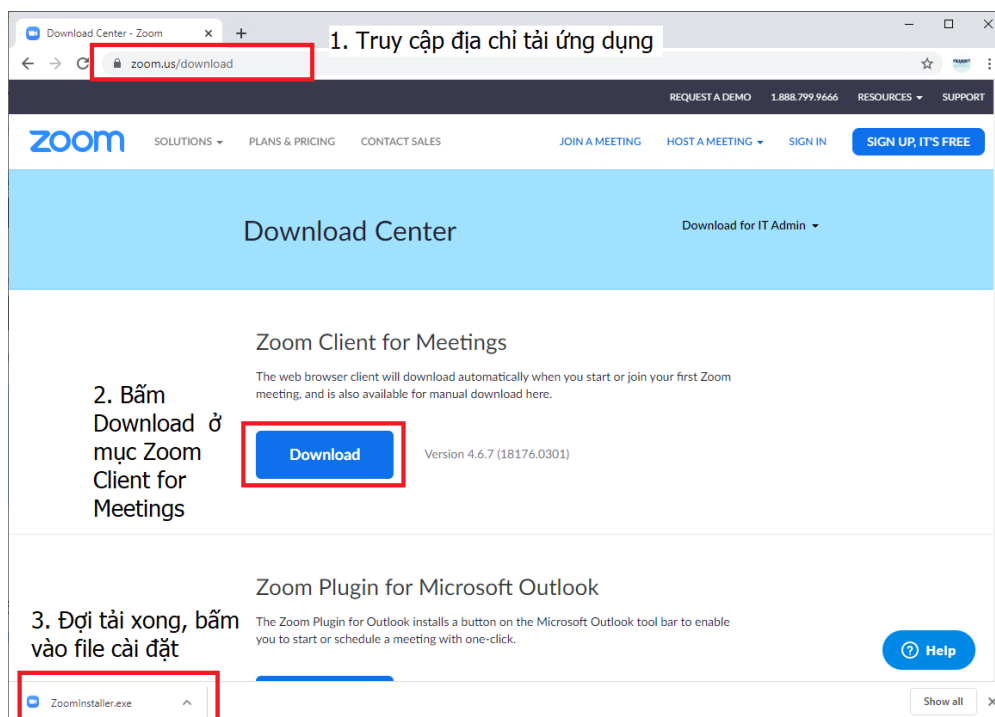 Download Center - Zoom
1. Truy cập địa chỉ tải ứng dụng
zoom.us/download
REQUEST A DEMO 1.888.799.9666 RESOURCES SUPPORT
zoom SOLUTIONS PLANS & PRICING CONTACT SALES JOIN A MEETING HOST A MEETING SIGN IN SIGN UP, IT'S FREE
Download Center
Download for IT Admin
Zoom Client for Meetings
The web browser client will download automatically when you start or join your first Zoom
meeting, and is also available for manual download here.
2. Bấm
Download ở
mục Zoom
Client for
Meetings
Download
Version 4.6.7 (18176.0301)
Zoom Plugin for Microsoft Outlook
The Zoom Plugin for Outlook installs a button on the Microsoft Outlook tool bar to enable
you to start or schedule a meeting with one-click.
3. Đợi tải xong, bấm
vào file cài đặt
Help
ZoomInstaller.exe
Show all